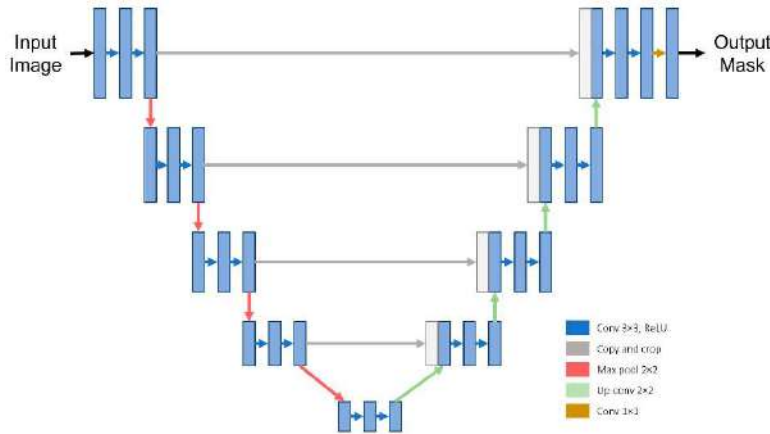 Input
Image
Output
Mask
Conv 3×3, ReLU
Copy and crop
Max pool 2×2
Up conv 2×2
Conv 1×1